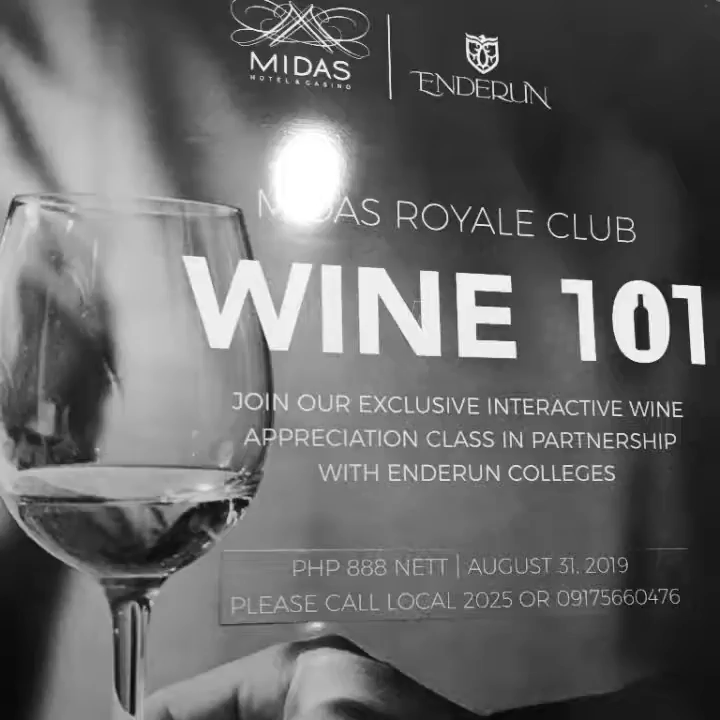 MIDAS
HOTEL & CASINO
ENDERUN
MIDAS ROYALE CLUB
WINE 101
JOIN OUR EXCLUSIVE INTERACTIVE WINE
APPRECIATION CLASS IN PARTNERSHIP
WITH ENDERUN COLLEGES
PHP 888 NETT | AUGUST 31, 2019
PLEASE CALL LOCAL 2025 OR 09175660476